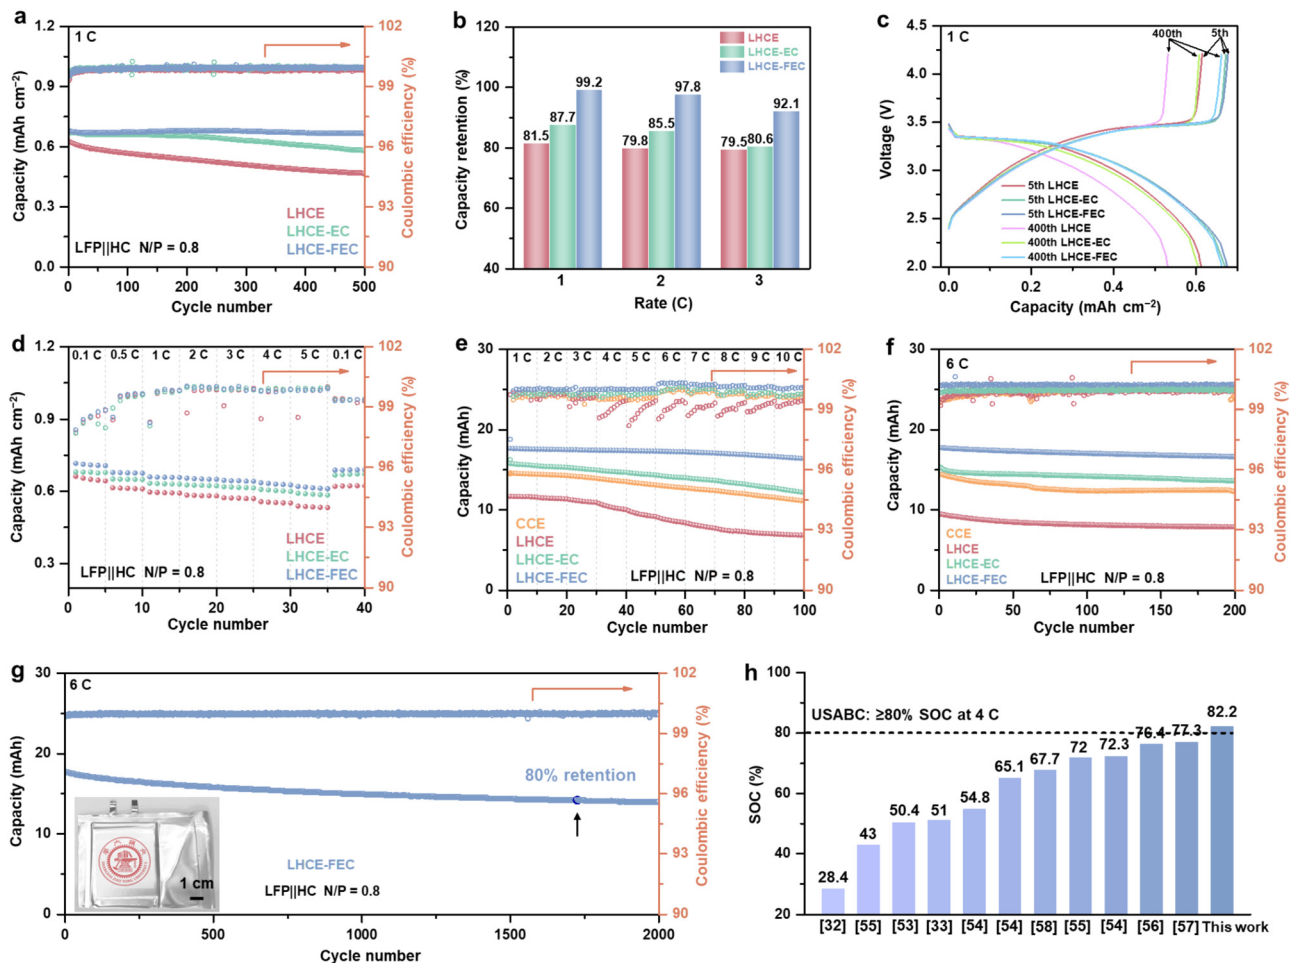 a
1 C
Capacity (mAh cm⁻²)
1.2
0.9
0.6
0.3
0.0
102
100
98
96
94
93
91
90
Coulombic efficiency (%)
LHCE
LHCE-EC
LHCE-FEC
LFP||HC N/P = 0.8
0 100 200 300 400 500
Cycle number
b
Capacity retention (%)
120
100
80
60
40
LHCE
LHCE-EC
LHCE-FEC
81.5 87.7 99.2
79.8 85.5 97.8
79.5 80.6 92.1
1 2 3
Rate (C)
c
1 C
400th 5th
Voltage (V)
4.5
4.0
3.5
3.0
2.5
2.0
5th LHCE
5th LHCE-EC
5th LHCE-FEC
400th LHCE
400th LHCE-EC
400th LHCE-FEC
0.0 0.2 0.4 0.6
Capacity (mAh cm⁻²)
d
0.1 C 0.5 C 1 C 2 C 3 C 4 C 5 C 0.1 C
Capacity (mAh cm⁻²)
1.2
0.9
0.6
0.3
102
100
99
96
95
93
92
90
Coulombic efficiency (%)
LHCE
LHCE-EC
LHCE-FEC
LFP||HC N/P = 0.8
0 10 20 30 40
Cycle number
e
1 C 2 C 3 C 4 C 5 C 6 C 7 C 8 C 9 C 10 C
Capacity (mAh)
30
20
10
0
102
99
96
93
90
Coulombic efficiency (%)
CCE
LHCE
LHCE-EC
LHCE-FEC
LFP||HC N/P = 0.8
0 20 40 60 80 100
Cycle number
f
6 C
Capacity (mAh)
30
20
10
0
102
99
96
93
90
Coulombic efficiency (%)
CCE
LHCE
LHCE-EC
LHCE-FEC
LFP||HC N/P = 0.8
0 50 100 150 200
Cycle number
g
6 C
Capacity (mAh)
30
25
15
13
0
102
100
98
96
94
92
90
Coulombic efficiency (%)
80% retention
LHCE-FEC
LFP||HC N/P = 0.8
1 cm
0 500 1000 1500 2000
Cycle number
h
SOC (%)
100
80
60
40
20
USABC: ≥80% SOC at 4 C
28.4 43 50.4 51 54.8 65.1 67.7 72 72.3 76.4 77.3 82.2
[32] [55] [53] [33] [54] [54] [58] [55] [54] [56] [57] This work